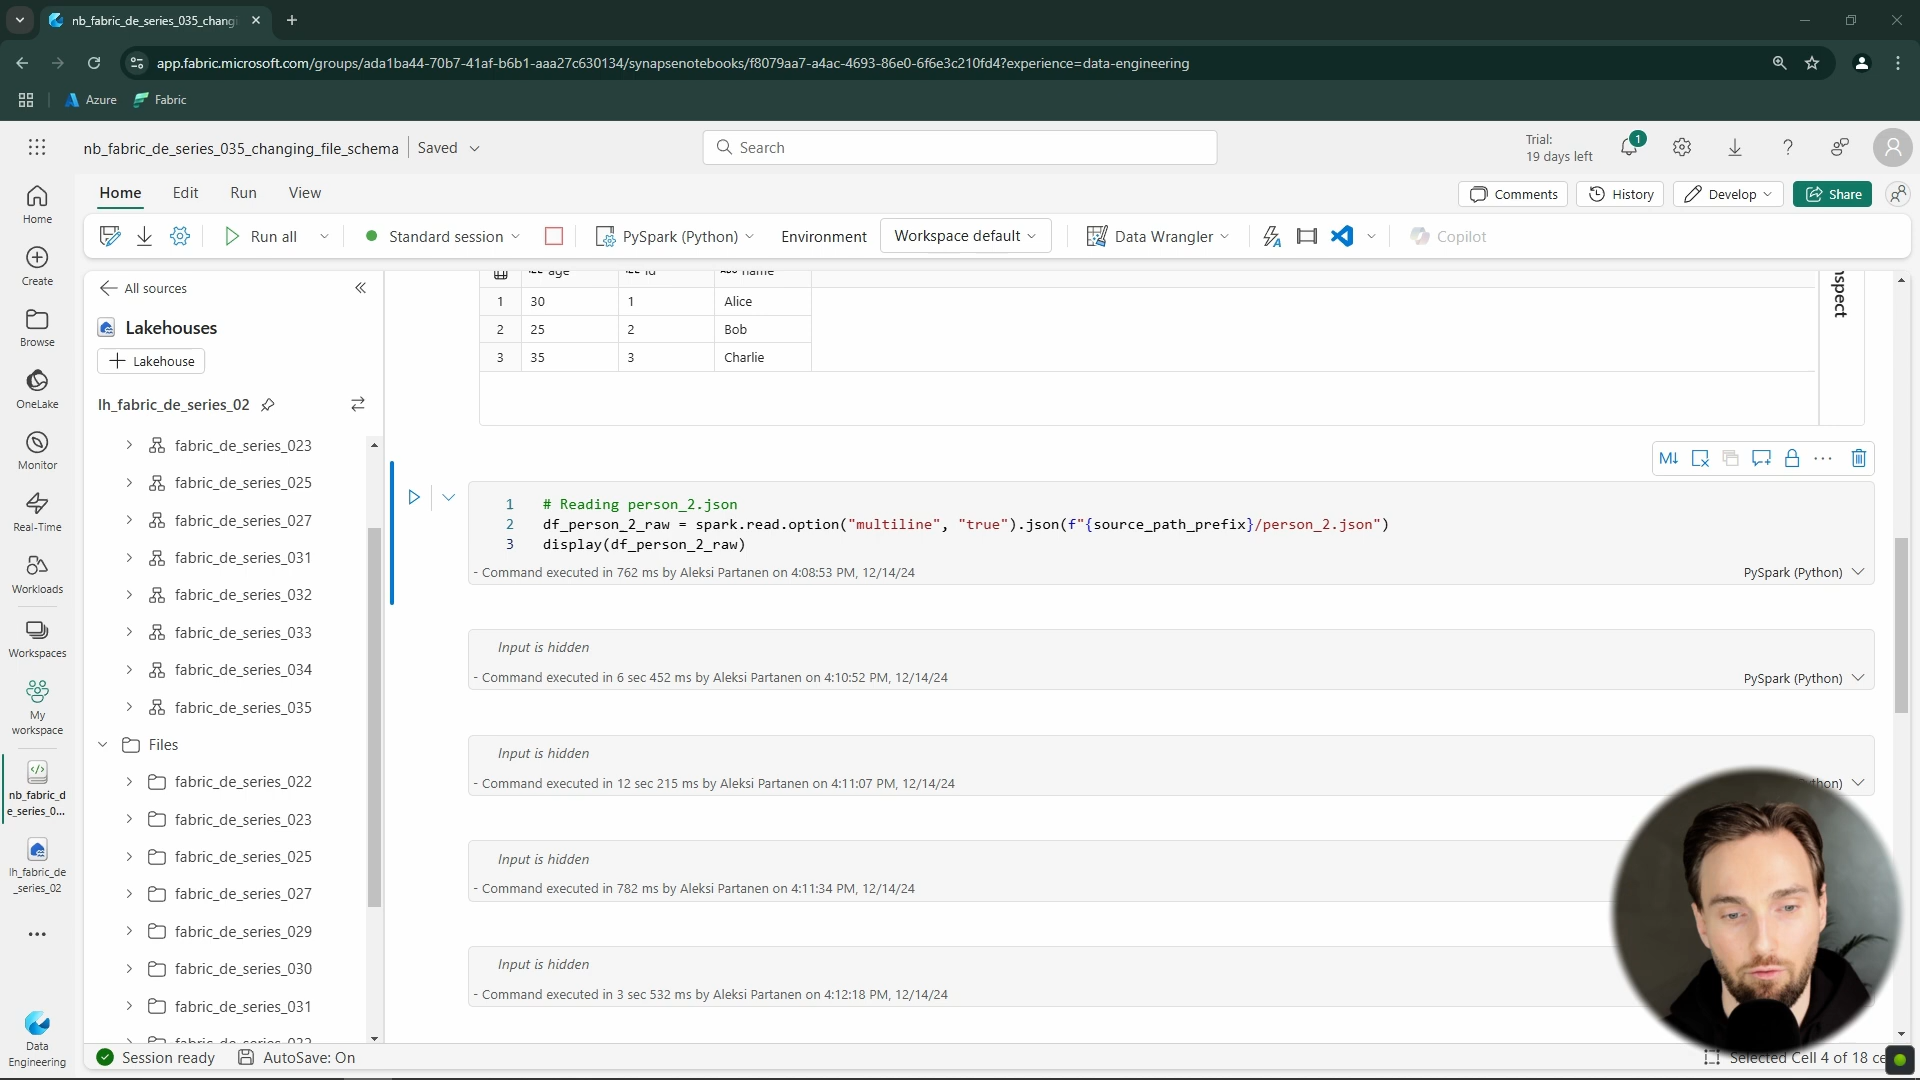 nb_fabric_de_series_035_changi
app.fabric.microsoft.com/groups/ada1ba44-70b7-41af-b6b1-aaa27c630134/synapsenotebooks/f8079aa7-a4ac-4693-86e0-6f6e3c210fd4?experience=data-engineering
Azure
Fabric
nb_fabric_de_series_035_changing_file_schema
Saved
Search
Trial:
19 days left
1
Home
Edit
Run
View
Comments
History
Develop
Share
Run all
Standard session
PySpark (Python)
Environment
Workspace default
Data Wrangler
Copilot
Home
Create
Browse
OneLake
Monitor
Real-Time
Workloads
Workspaces
My
workspace
nb_fabric_d
e_series_0...
lh_fabric_de
_series_02
Data
Engineering
All sources
Lakehouses
Lakehouse
lh_fabric_de_series_02
fabric_de_series_023
fabric_de_series_025
fabric_de_series_027
fabric_de_series_031
fabric_de_series_032
fabric_de_series_033
fabric_de_series_034
fabric_de_series_035
Files
fabric_de_series_022
fabric_de_series_023
fabric_de_series_025
fabric_de_series_027
fabric_de_series_029
fabric_de_series_030
fabric_de_series_031
age id name
1 30 1 Alice
2 25 2 Bob
3 35 3 Charlie
nspect
M↓
1 # Reading person_2.json
2 df_person_2_raw = spark.read.option("multiline", "true").json(f"{source_path_prefix}/person_2.json")
3 display(df_person_2_raw)
- Command executed in 762 ms by Aleksi Partanen on 4:08:53 PM, 12/14/24
PySpark (Python)
Input is hidden
- Command executed in 6 sec 452 ms by Aleksi Partanen on 4:10:52 PM, 12/14/24
PySpark (Python)
Input is hidden
- Command executed in 12 sec 215 ms by Aleksi Partanen on 4:11:07 PM, 12/14/24
thon)
Input is hidden
- Command executed in 782 ms by Aleksi Partanen on 4:11:34 PM, 12/14/24
Input is hidden
- Command executed in 3 sec 532 ms by Aleksi Partanen on 4:12:18 PM, 12/14/24
Session ready
AutoSave: On
Selected Cell 4 of 18 ce